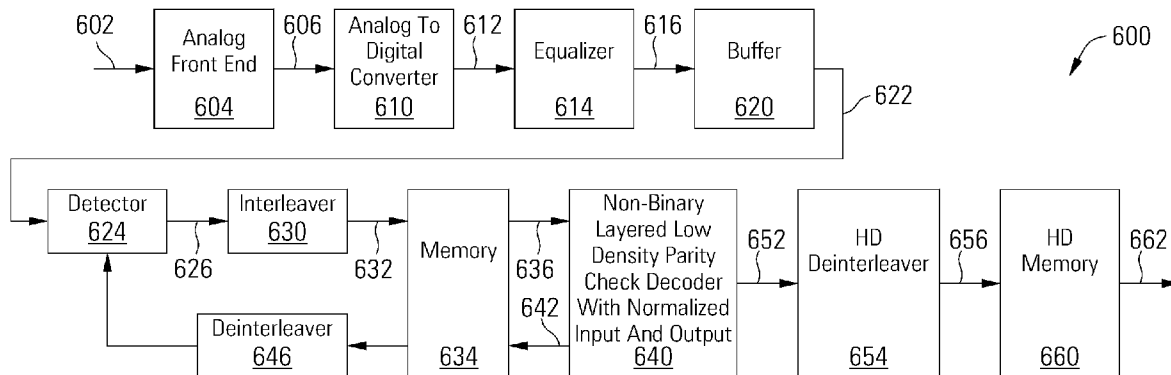 602
Analog
Front End
604
606
Analog To
Digital
Converter
610
612
Equalizer
614
616
Buffer
620
622
600
Detector
624
626
Interleaver
630
632
Memory
634
636
642
Non-Binary
Layered Low
Density Parity
Check Decoder
With Normalized
Input And Output
640
652
HD
Deinterleaver
654
656
HD
Memory
660
662
Deinterleaver
646